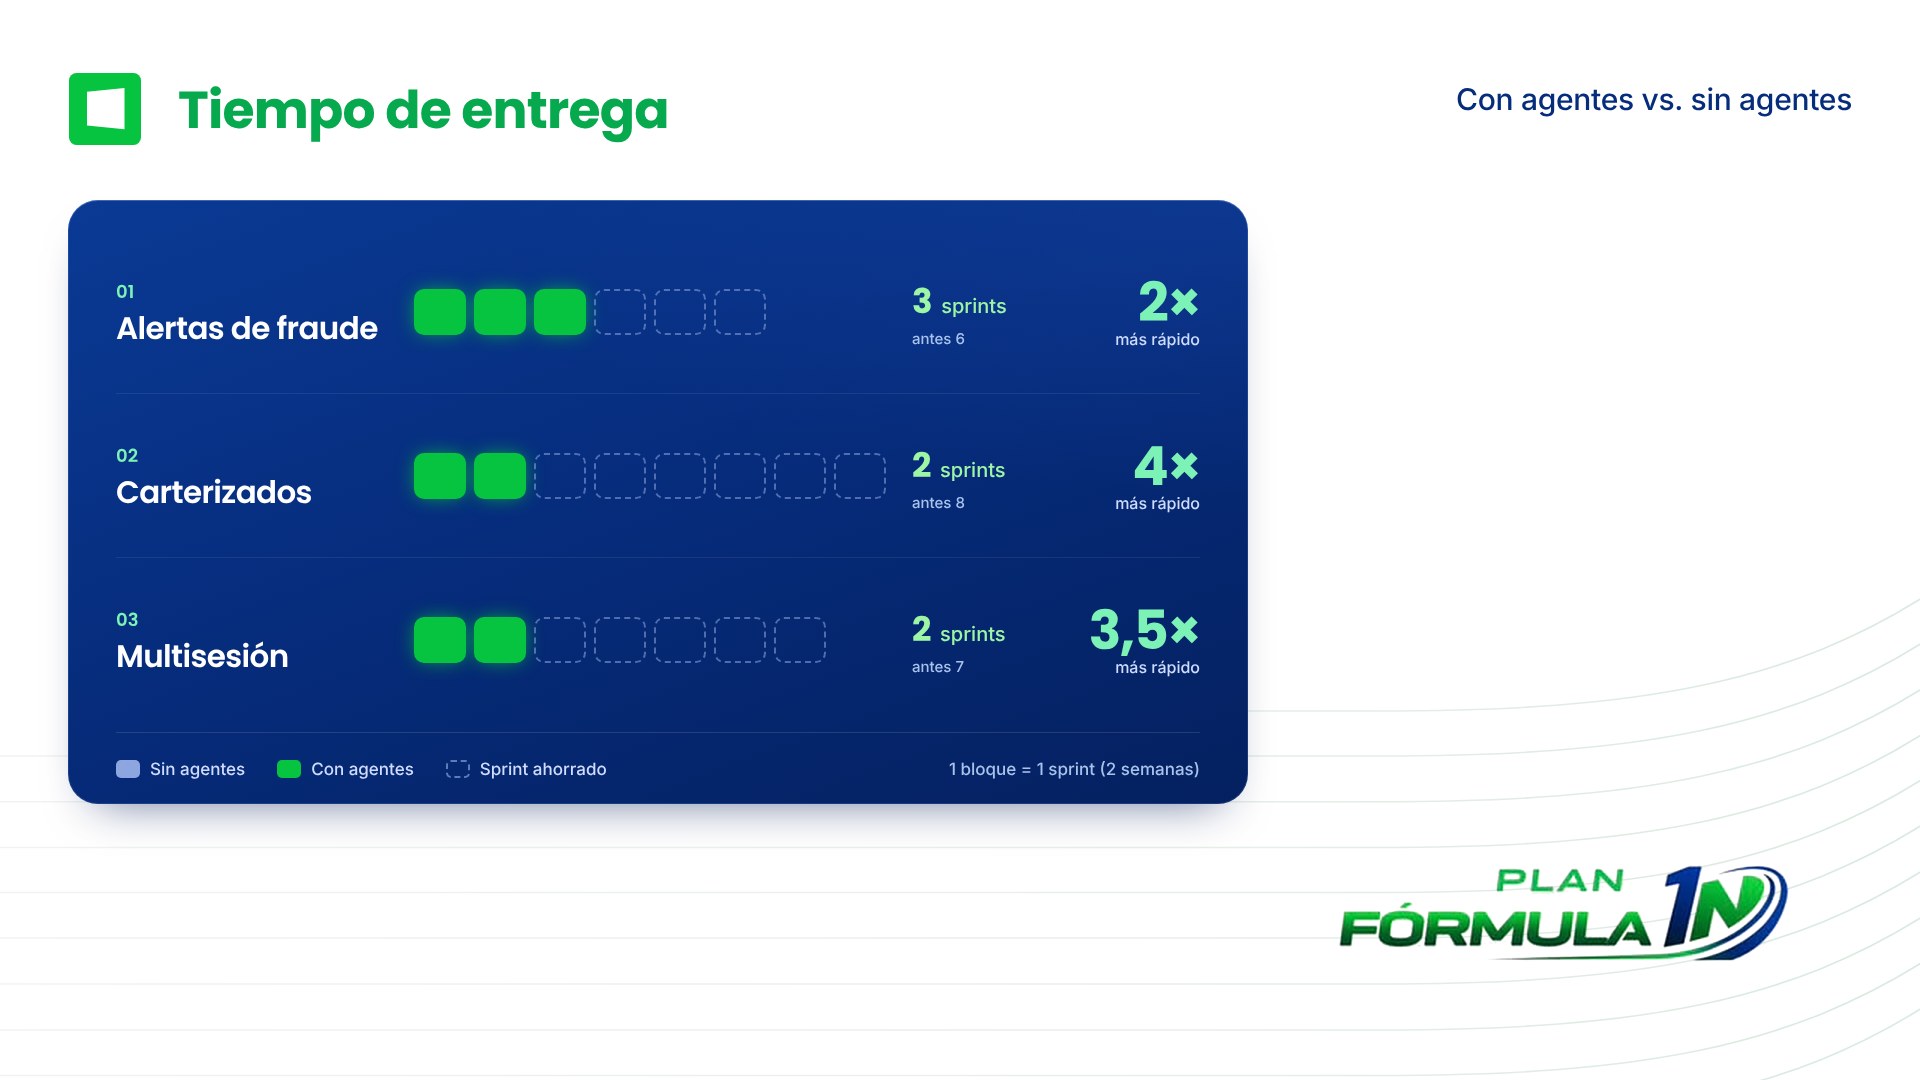 Tiempo de entrega
Con agentes vs. sin agentes
01
Alertas de fraude
3 sprints
antes 6
2×
más rápido
02
Carterizados
2 sprints
antes 8
4×
más rápido
03
Multisesión
2 sprints
antes 7
3,5×
más rápido
Sin agentes
Con agentes
Sprint ahorrado
1 bloque = 1 sprint (2 semanas)
PLAN
FÓRMULA 1N